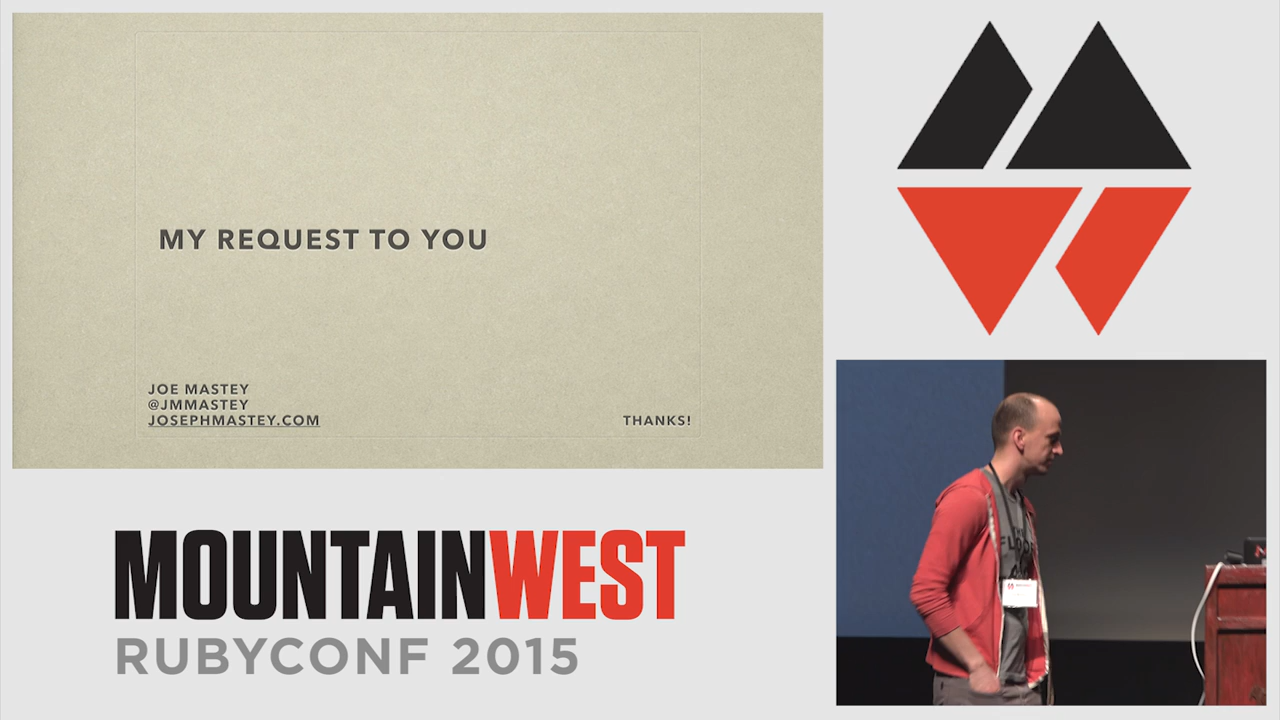 MY REQUEST TO YOU
JOE MASTEY
@JMMASTEY
JOSEPHMASTEY.COM
THANKS!
MOUNTAINWEST
RUBYCONF 2015